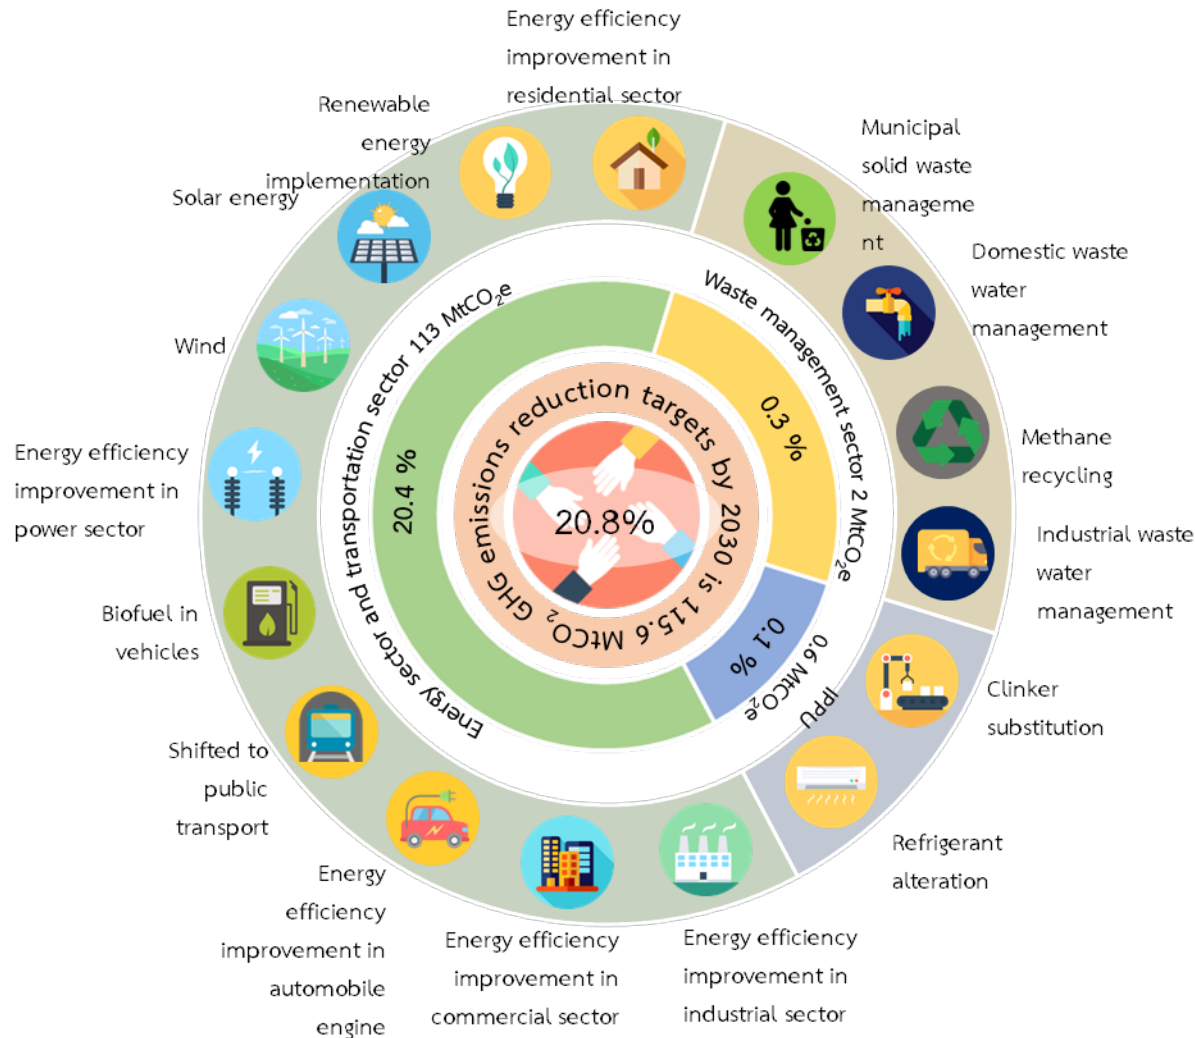 Energy efficiency
improvement in
residential sector
Renewable
energy
implementation
Solar energy
Wind
Energy efficiency
improvement in
power sector
Biofuel in
vehicles
Shifted to
public
transport
Energy
efficiency
improvement in
automobile
engine
Energy efficiency
improvement in
commercial sector
Energy efficiency
improvement in
industrial sector
Municipal
solid waste
manageme
nt
Domestic waste
water
management
Methane
recycling
Industrial waste
water
management
Clinker
substitution
Refrigerant
alteration
Energy sector and transportation sector 113 MtCO₂e
Waste management sector 2 MtCO₂e
IPPU
0.6 MtCO₂e
20.4 %
0.3 %
0.1 %
GHG emissions reduction targets by 2030 is 115.6 MtCO₂
20.8%